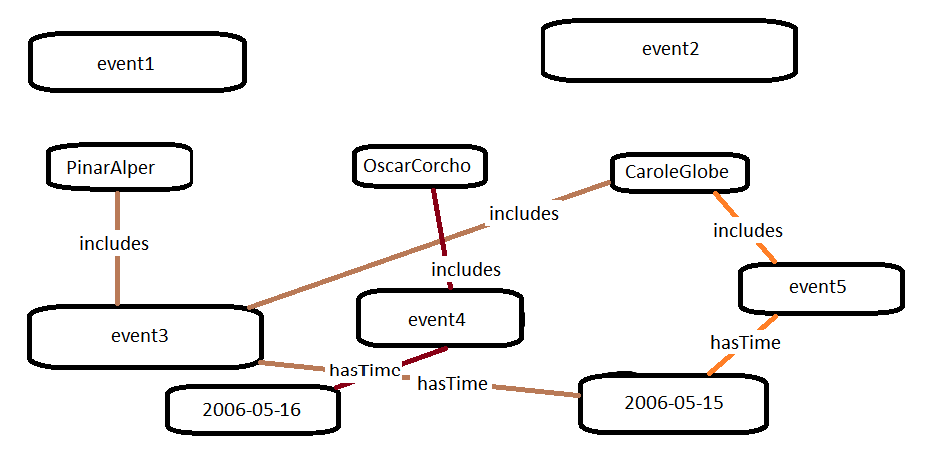 event1
event2
PinarAlper
OscarCorcho
CaroleGlobe
includes
includes
includes
includes
event3
event4
event5
hasTime
hasTime
hasTime
2006-05-16
2006-05-15